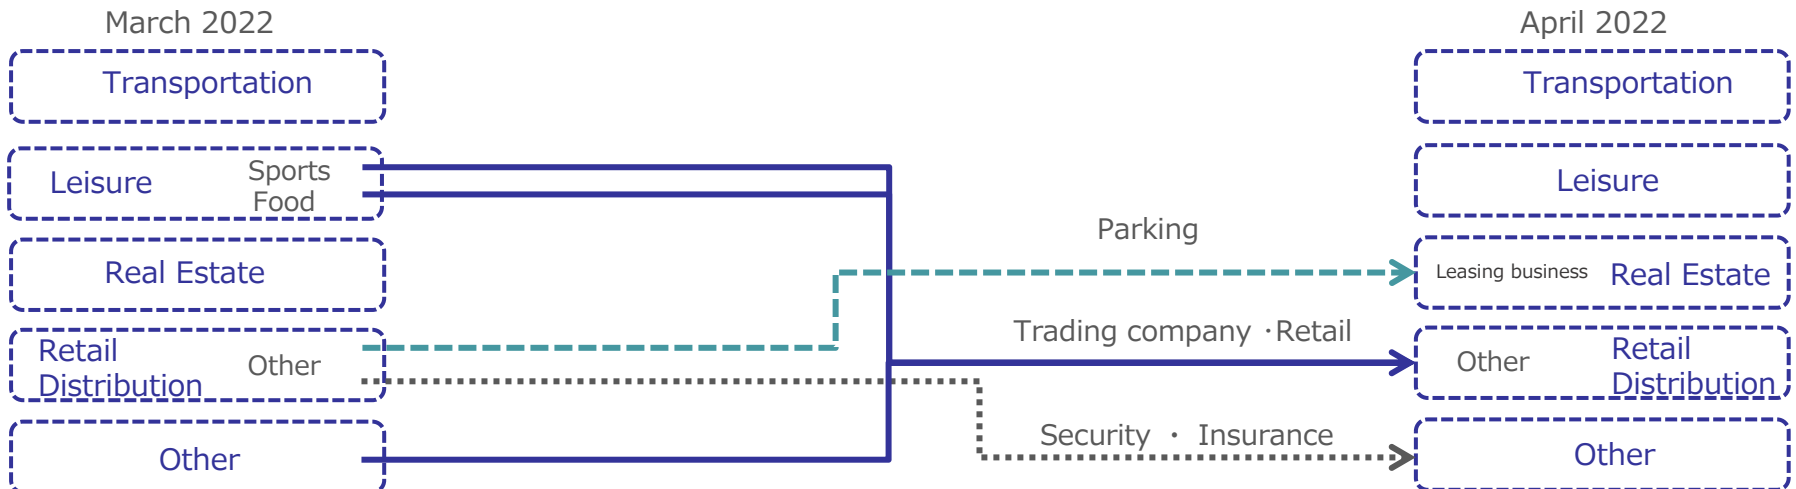 March 2022
April 2022
Transportation
Transportation
Leisure
Sports
Food
Leisure
Parking
Real Estate
Leasing business
Real Estate
Trading company ・Retail
Retail
Distribution
Other
Other
Retail
Distribution
Security ・ Insurance
Other
Other